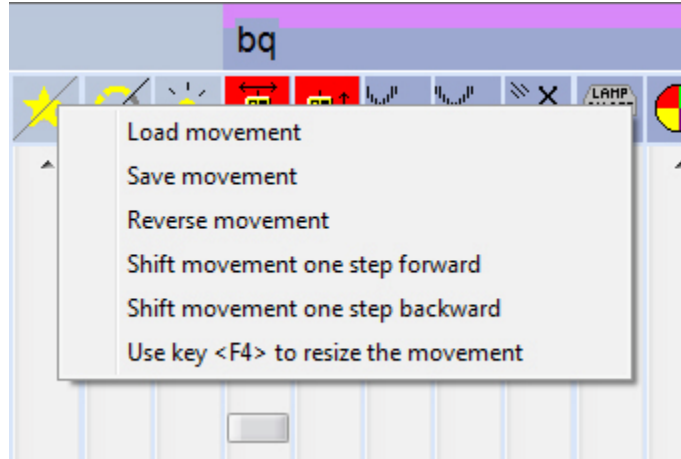 bq
LAMP
Load movement
Save movement
Reverse movement
Shift movement one step forward
Shift movement one step backward
Use key <F4> to resize the movement